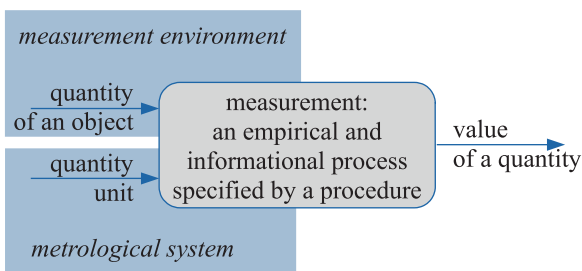 measurement environment
quantity
of an object
quantity
unit
metrological system
measurement:
an empirical and
informational process
specified by a procedure
value
of a quantity